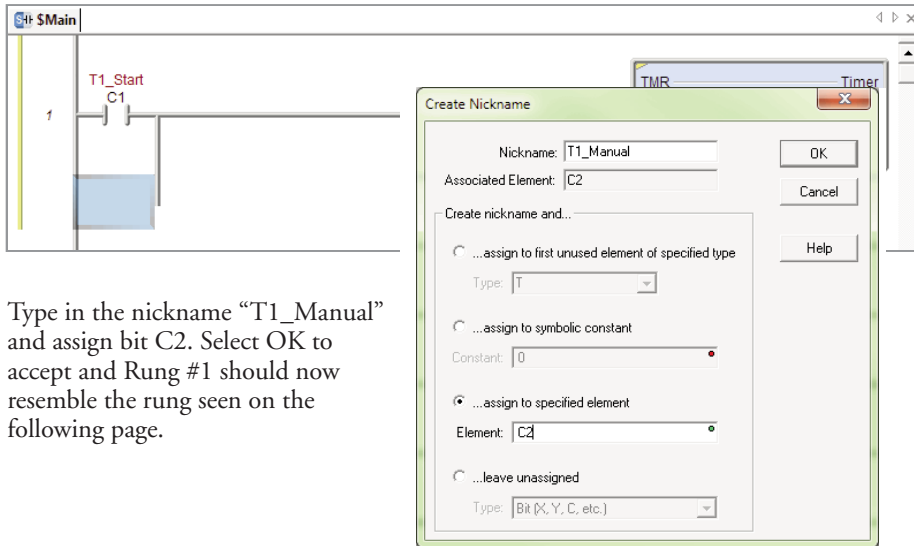 $Main
T1_Start
C1
1
TMR Timer
Create Nickname
Nickname: T1_Manual
OK
Associated Element: C2
Cancel
Create nickname and...
Help
...assign to first unused element of specified type
Type: T
...assign to symbolic constant
Constant: 0
...assign to specified element
Element: C2
...leave unassigned
Type: Bit (X, Y, C, etc.)
Type in the nickname “T1_Manual”
and assign bit C2. Select OK to
accept and Rung #1 should now
resemble the rung seen on the
following page.